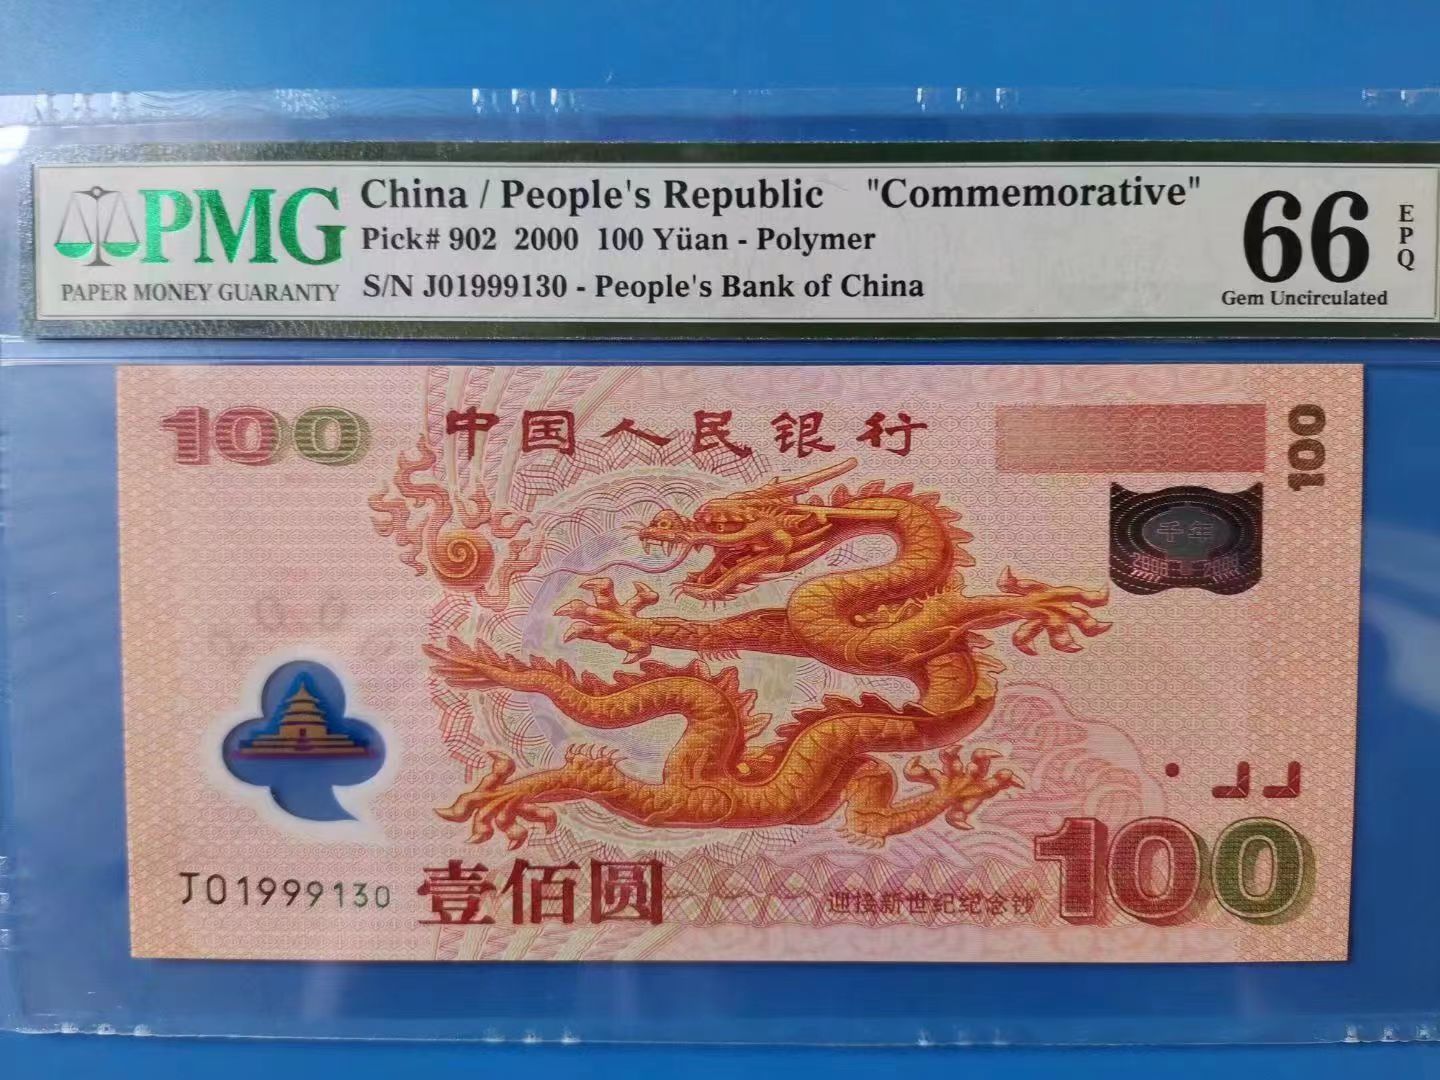 PMG
PAPER MONEY GUARANTY
China / People's Republic "Commemorative"
Pick# 902 2000 100 Yüan - Polymer
S/N J01999130 - People's Bank of China
66
EPQ
Gem Uncirculated
100
中国人民银行
100
千年
2000
J01999130
壹佰圆
迎接新世纪纪念钞
100